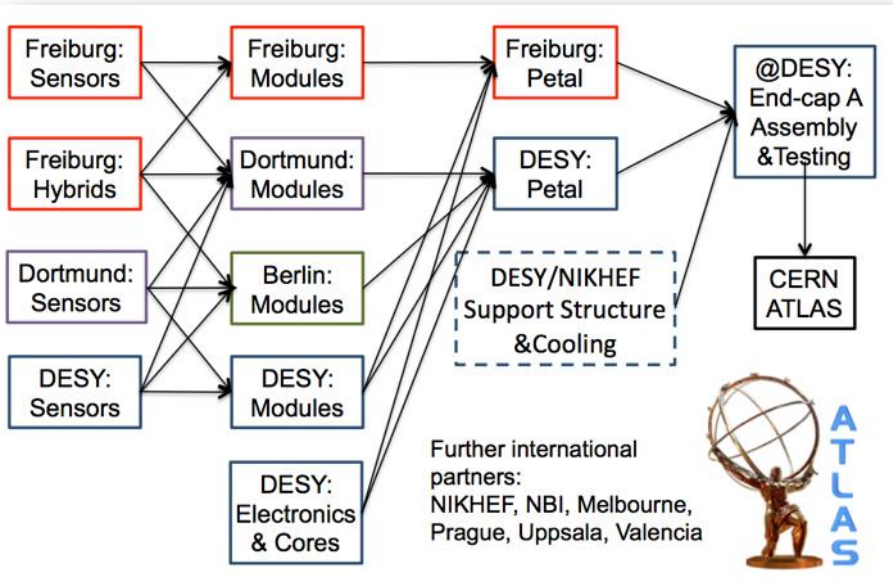 Freiburg:
Sensors
Freiburg:
Modules
Freiburg:
Petal
@DESY:
End-cap A
Assembly
&Testing
Freiburg:
Hybrids
Dortmund:
Modules
DESY:
Petal
Dortmund:
Sensors
Berlin:
Modules
DESY/NIKHEF
Support Structure
&Cooling
CERN
ATLAS
DESY:
Sensors
DESY:
Modules
DESY:
Electronics
& Cores
Further international
partners:
NIKHEF, NBI, Melbourne,
Prague, Uppsala, Valencia
ATLAS